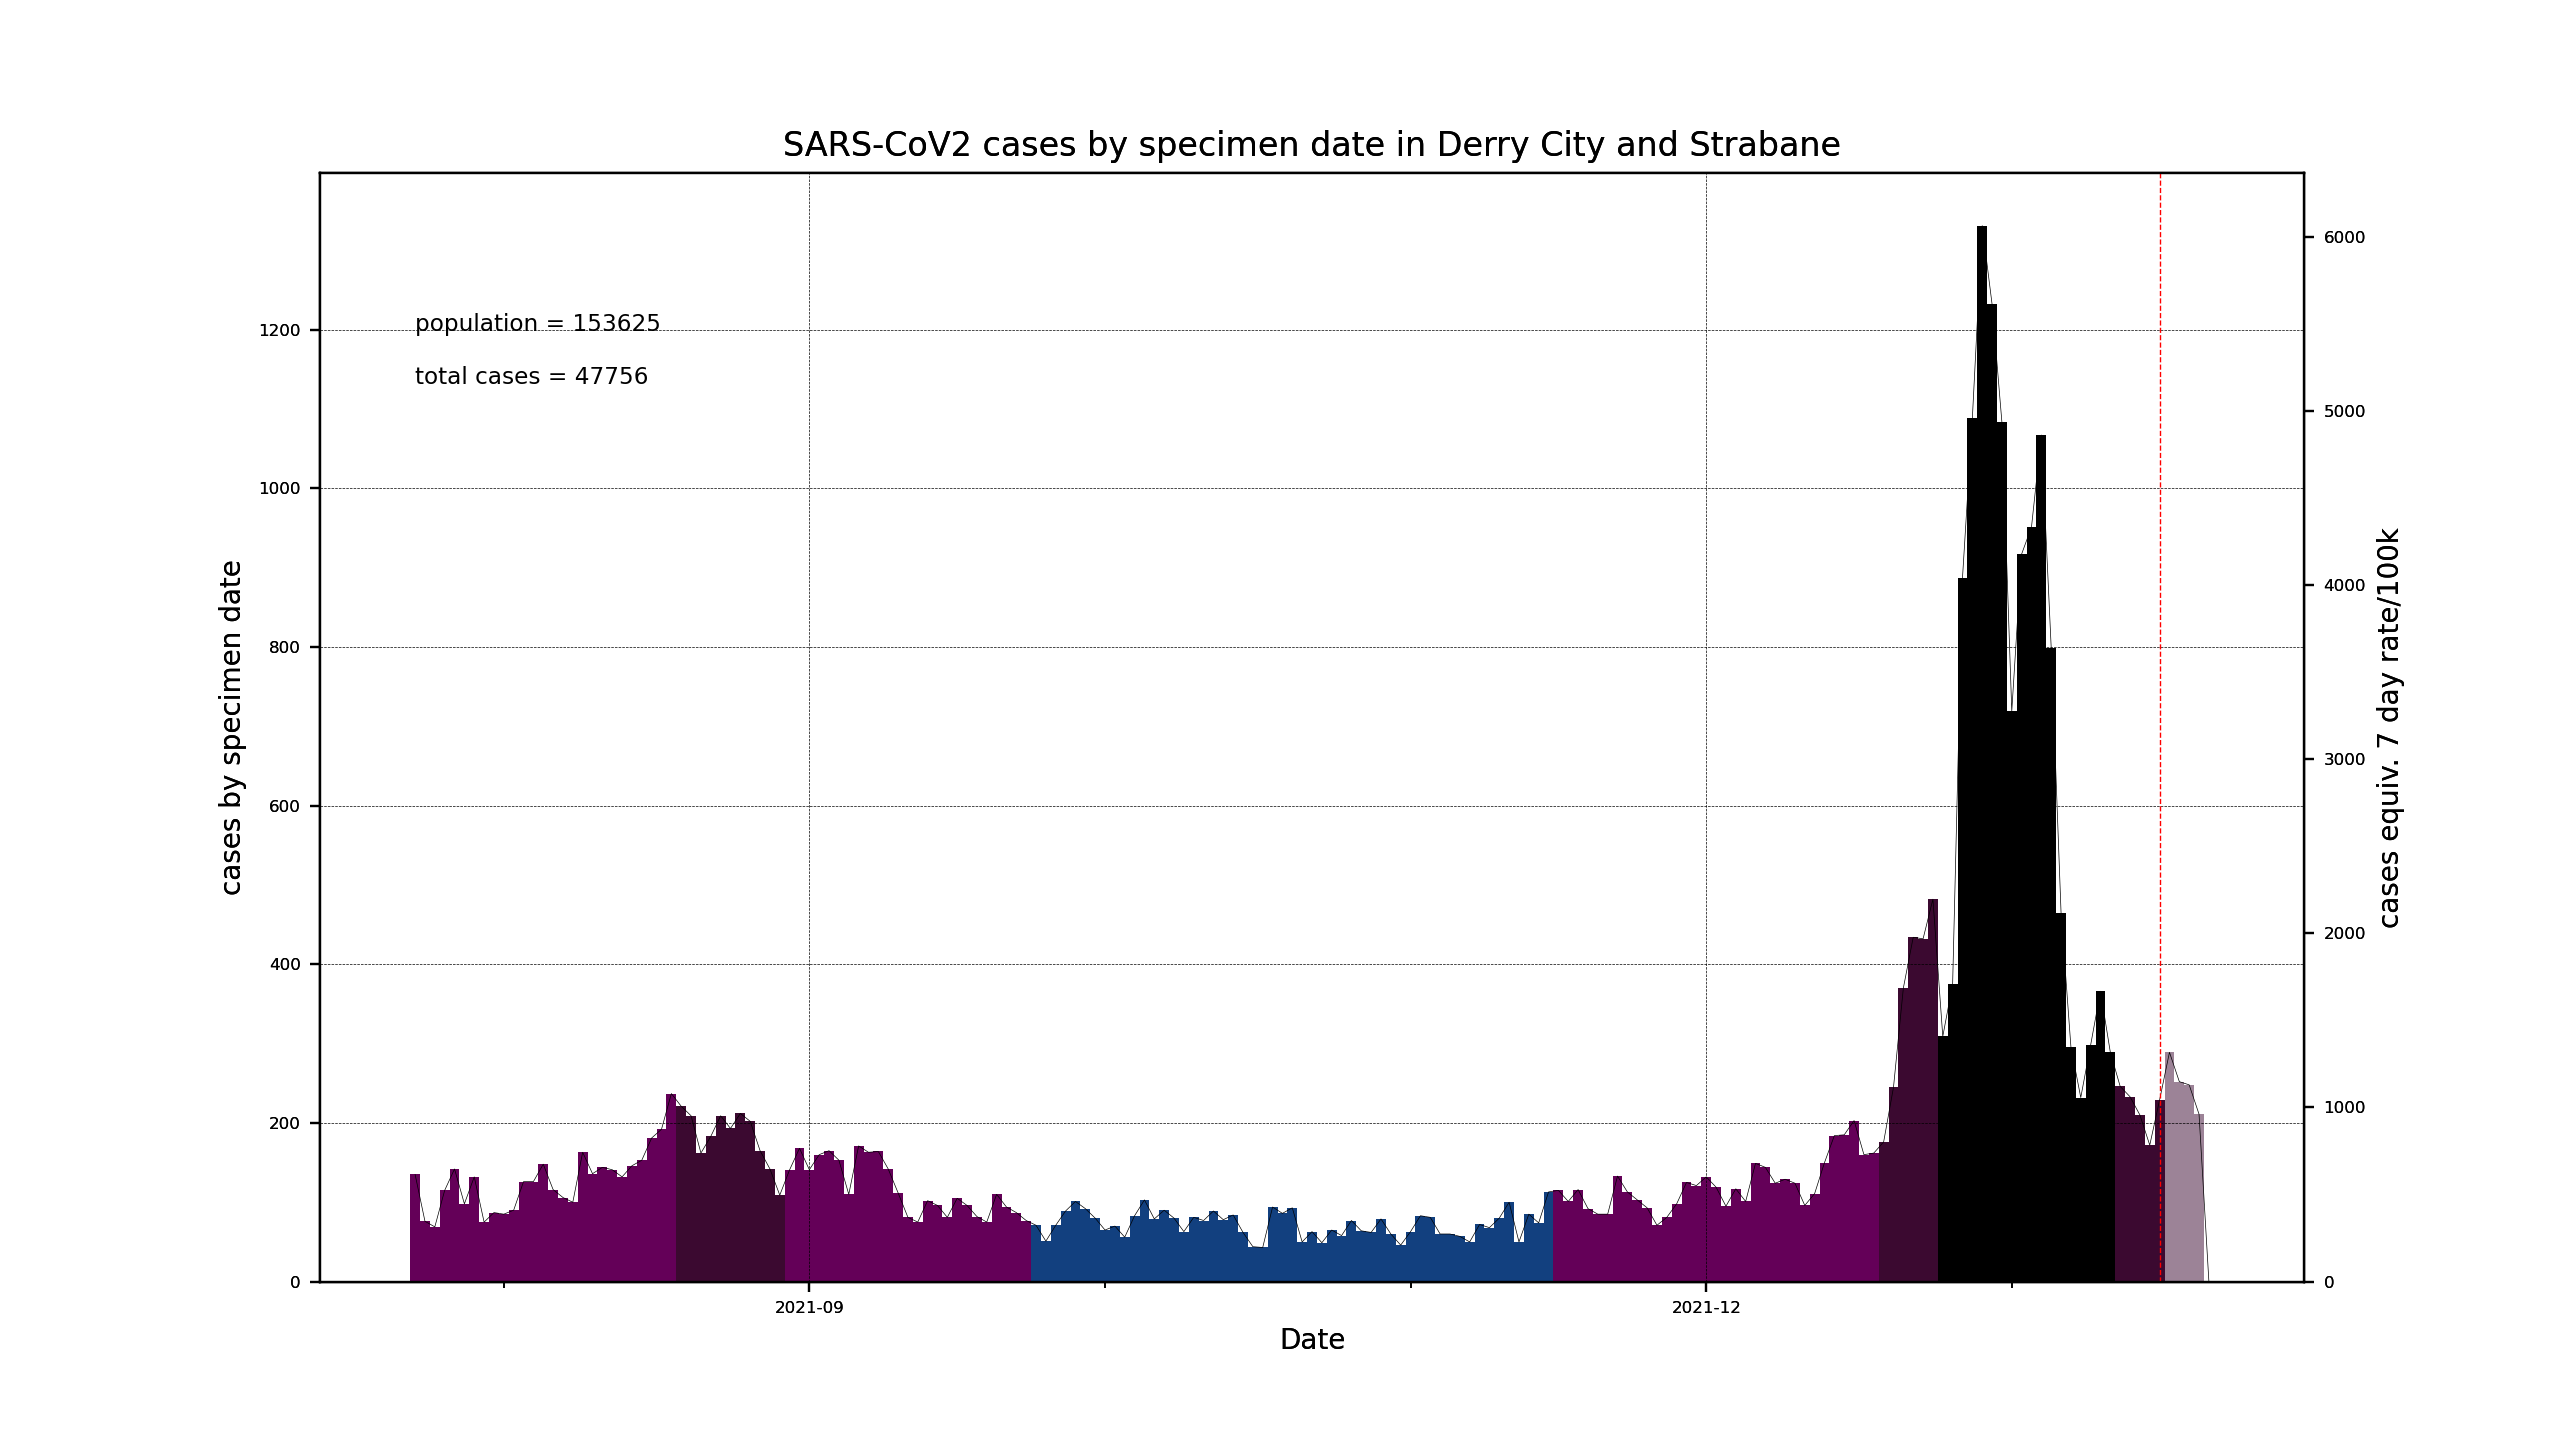 SARS-CoV2 cases by specimen date in Derry City and Strabane
population = 153625
total cases = 47756
cases by specimen date
1200
1000
800
600
400
200
0
6000
5000
4000
3000
2000
1000
0
cases equiv. 7 day rate/100k
2021-09
2021-12
Date